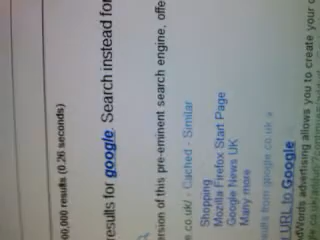 00,000 results (0.26 seconds)
results for google. Search instead for
ersion of this pre-eminent search engine, offe
e.co.uk/ - Cached - Similar
Shopping
Mozilla Firefox Start Page
Google News UK
Many more
esults from google.co.uk »
URL to Google
dWords advertising allows you to create your o